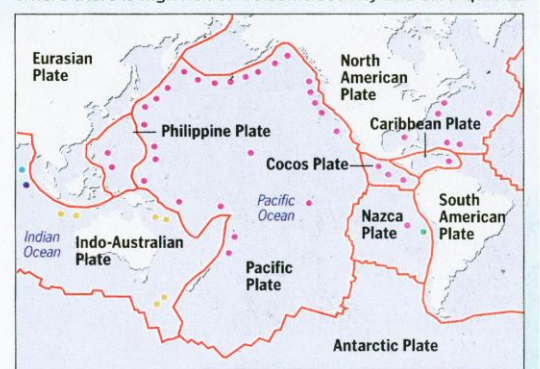 Eurasian
Plate
North
American
Plate
Philippine Plate
Caribbean Plate
Cocos Plate
Pacific
Ocean
Nazca
Plate
South
American
Plate
Indian
Ocean
Indo-Australian
Plate
Pacific
Plate
Antarctic Plate